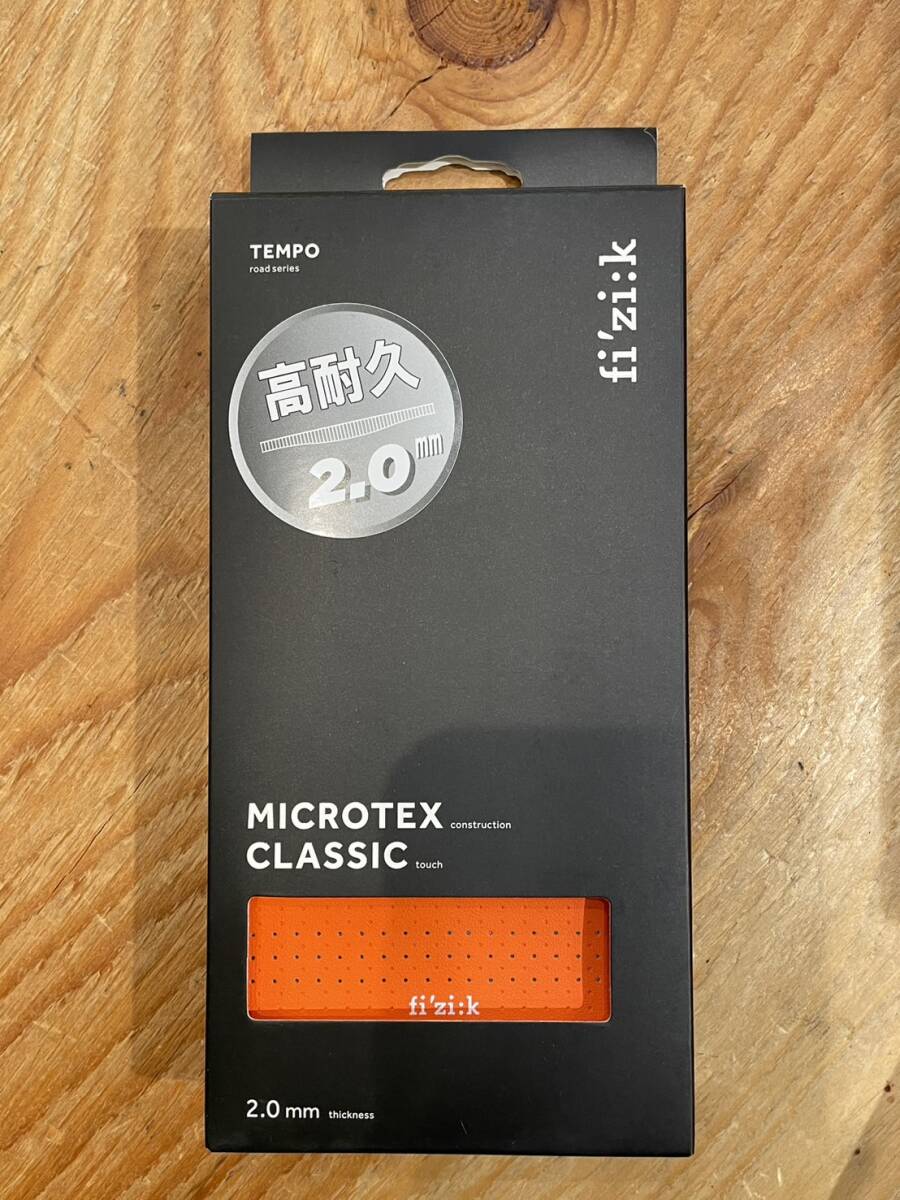 TEMPO
road series
fi'zi:k
高耐久
2.0mm
MICROTEX construction
CLASSIC touch
fi'zi:k
2.0 mm thickness